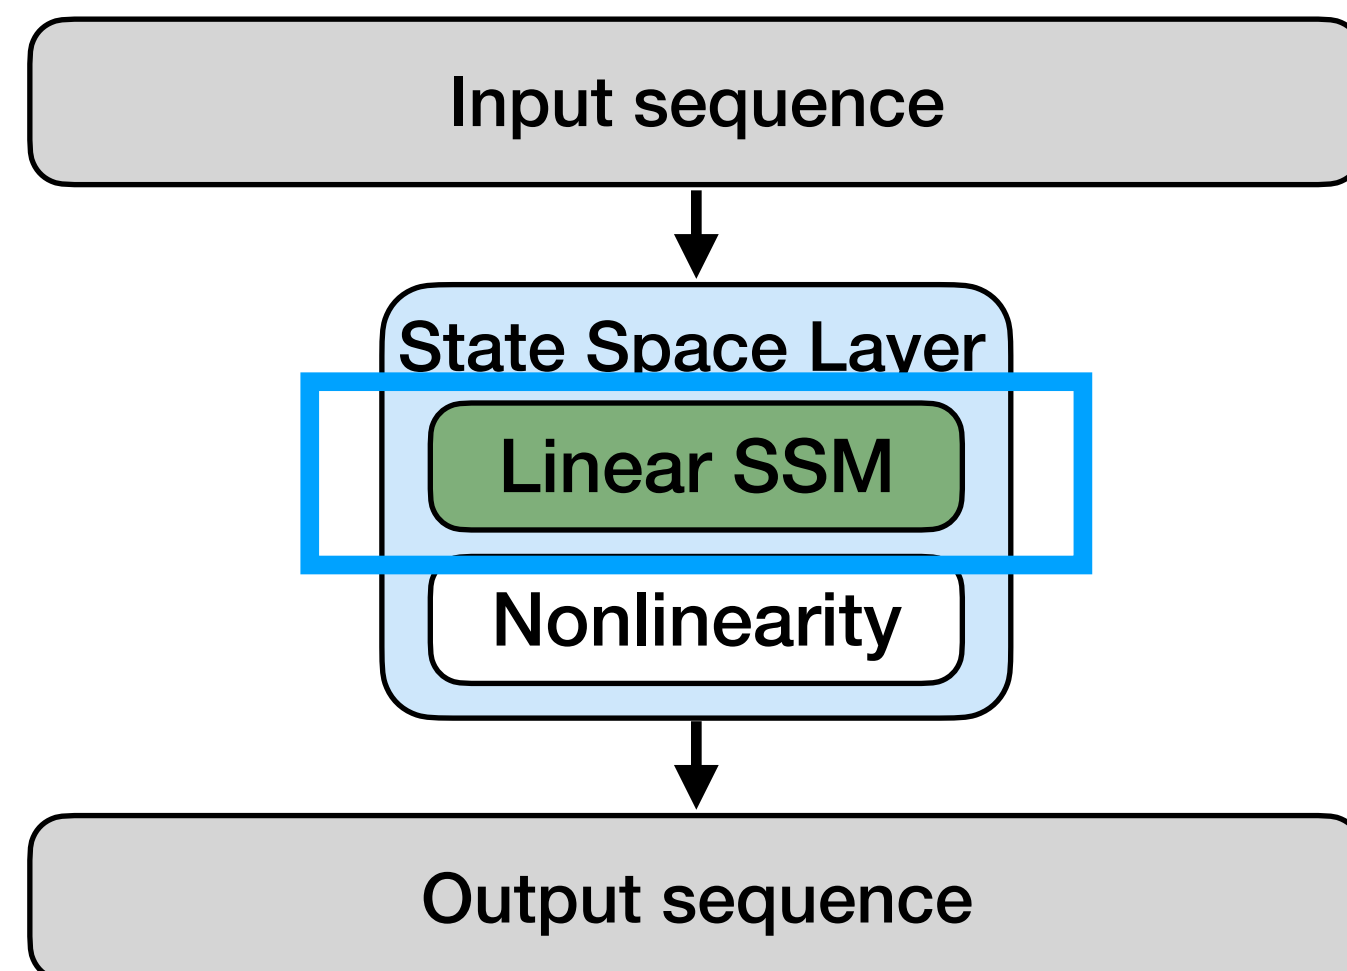 Input sequence
State Space Layer
Linear SSM
Nonlinearity
Output sequence